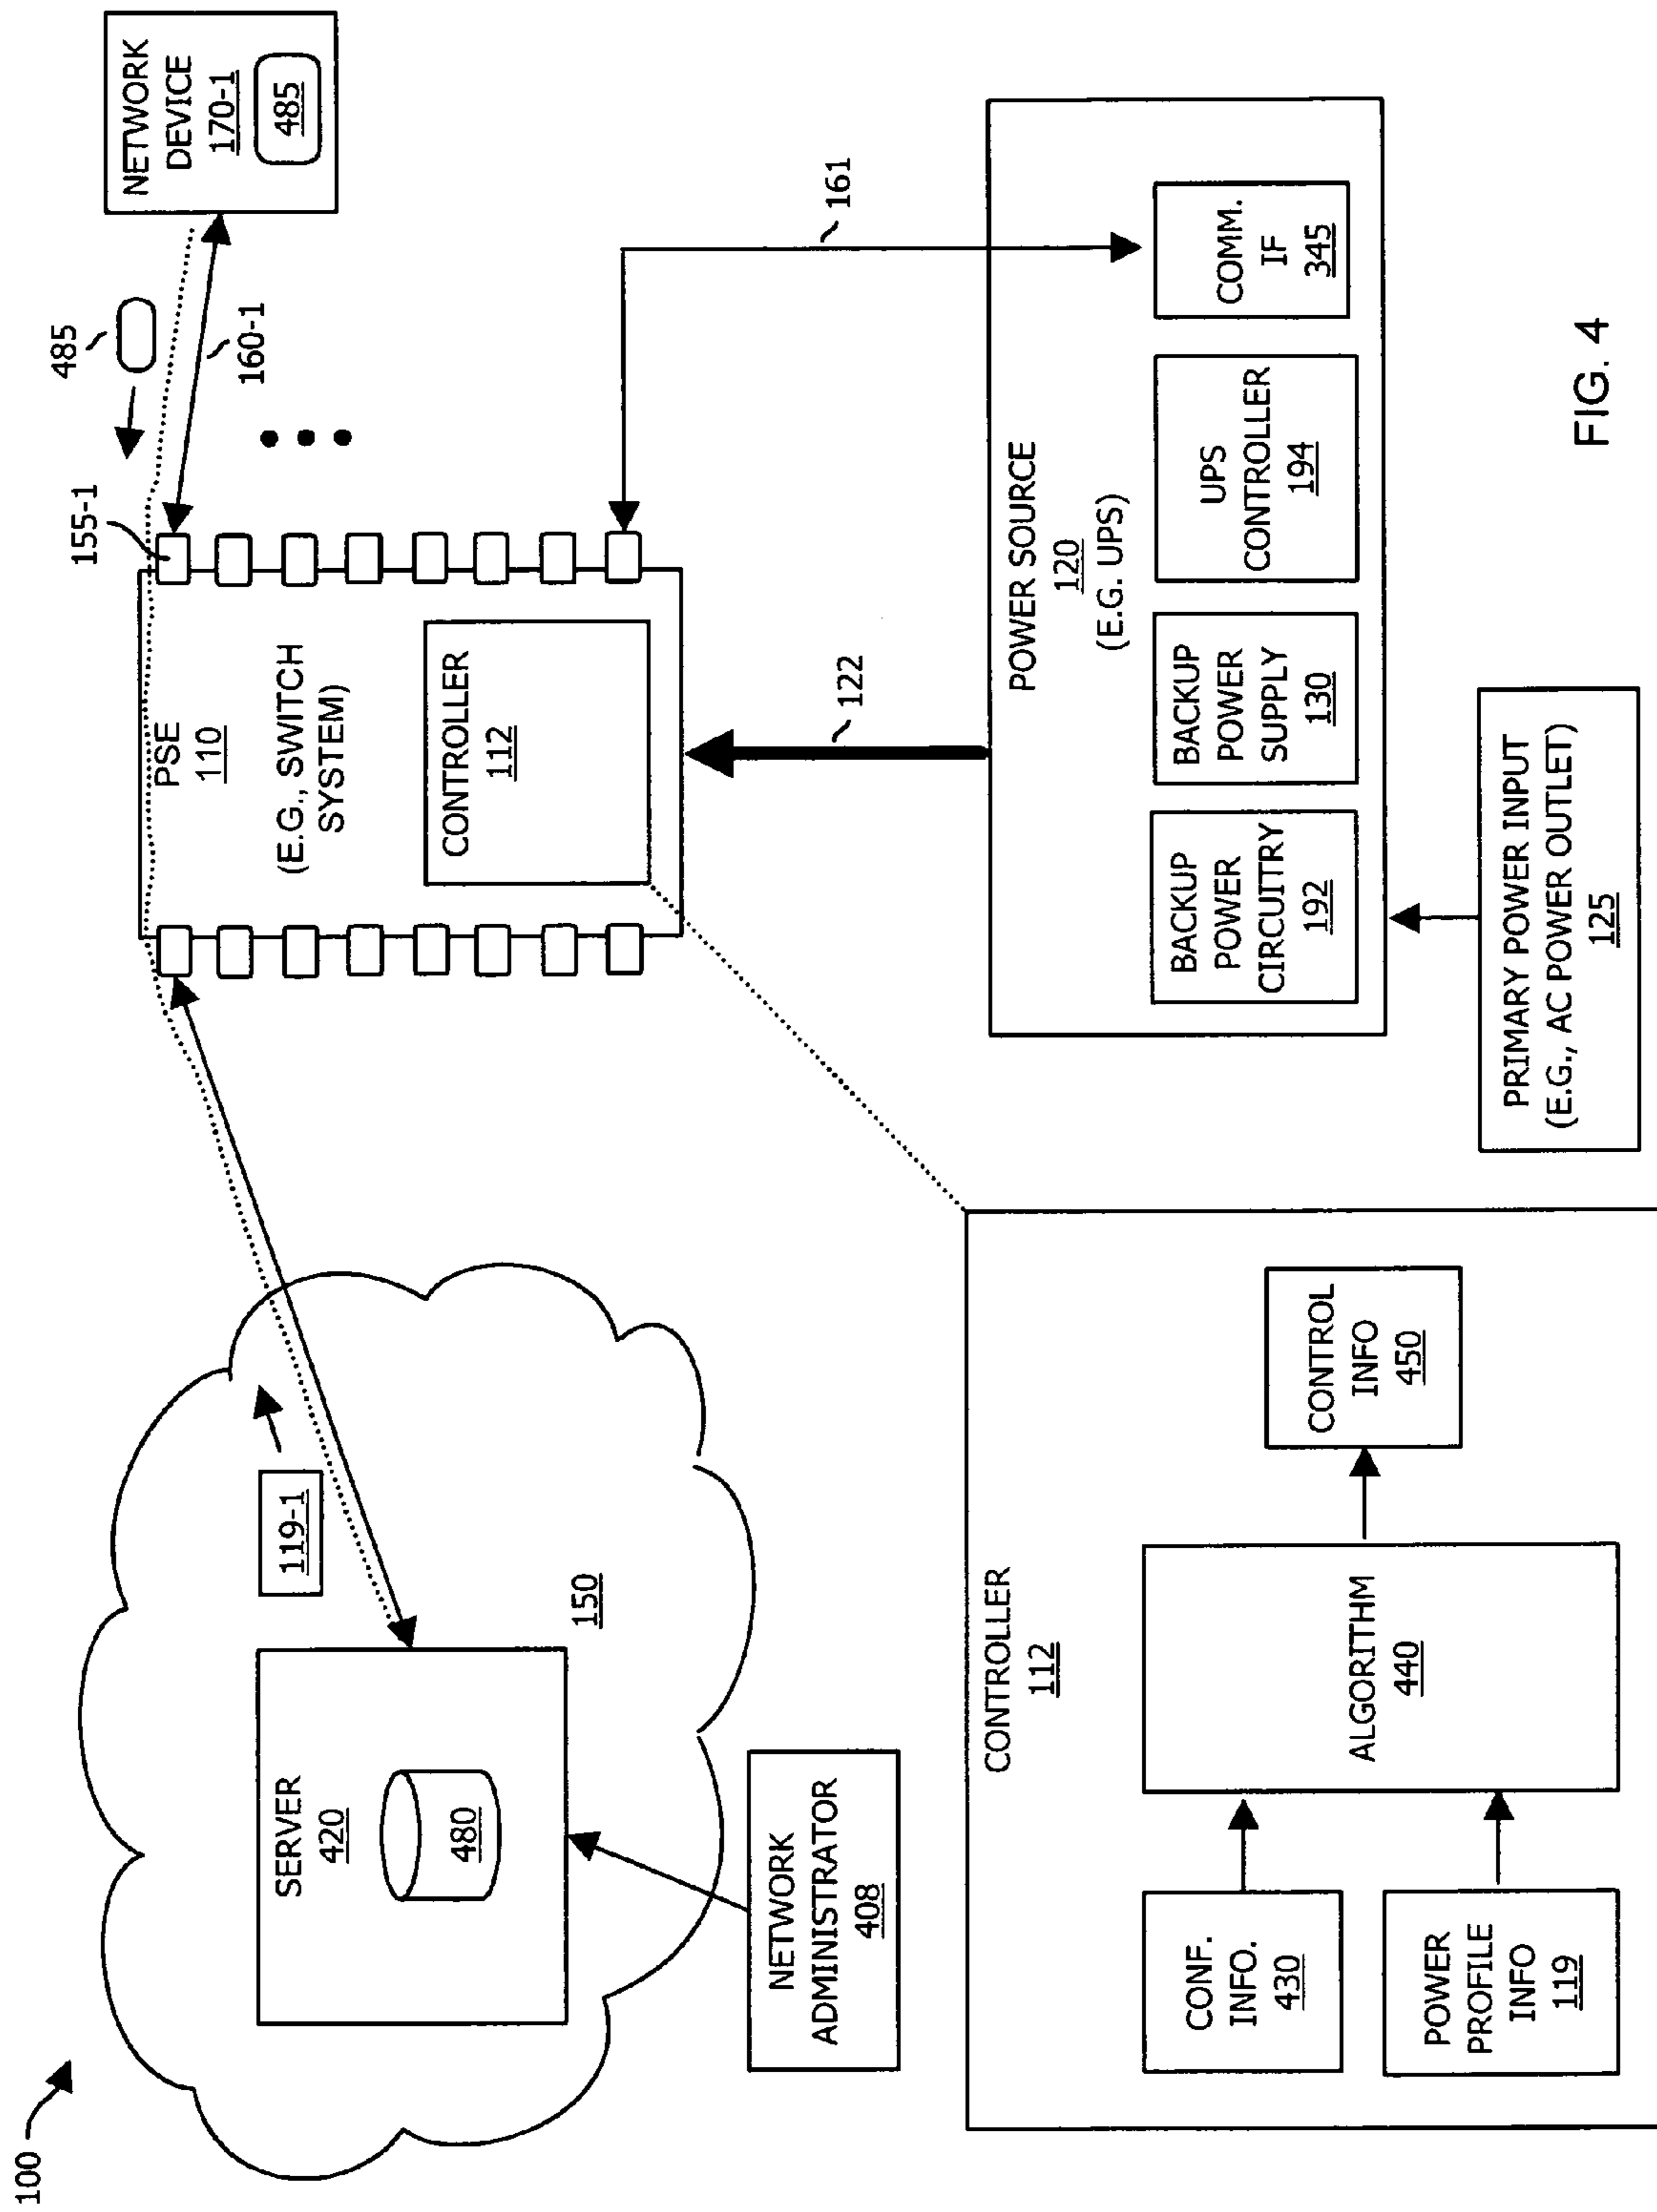 100
SERVER
420
480
119-1
150
NETWORK
ADMINISTRATOR
408
155-1
485
160-1
NETWORK
DEVICE
170-1
485
PSE
110
(E.G., SWITCH
SYSTEM)
CONTROLLER
112
122
161
CONTROLLER
112
CONF.
INFO.
430
POWER
PROFILE
INFO
119
ALGORITHM
440
CONTROL
INFO
450
POWER SOURCE
120
(E.G. UPS)
BACKUP
POWER
CIRCUITRY
192
BACKUP
POWER
SUPPLY
130
UPS
CONTROLLER
194
COMM.
IF
345
PRIMARY POWER INPUT
(E.G., AC POWER OUTLET)
125
FIG. 4